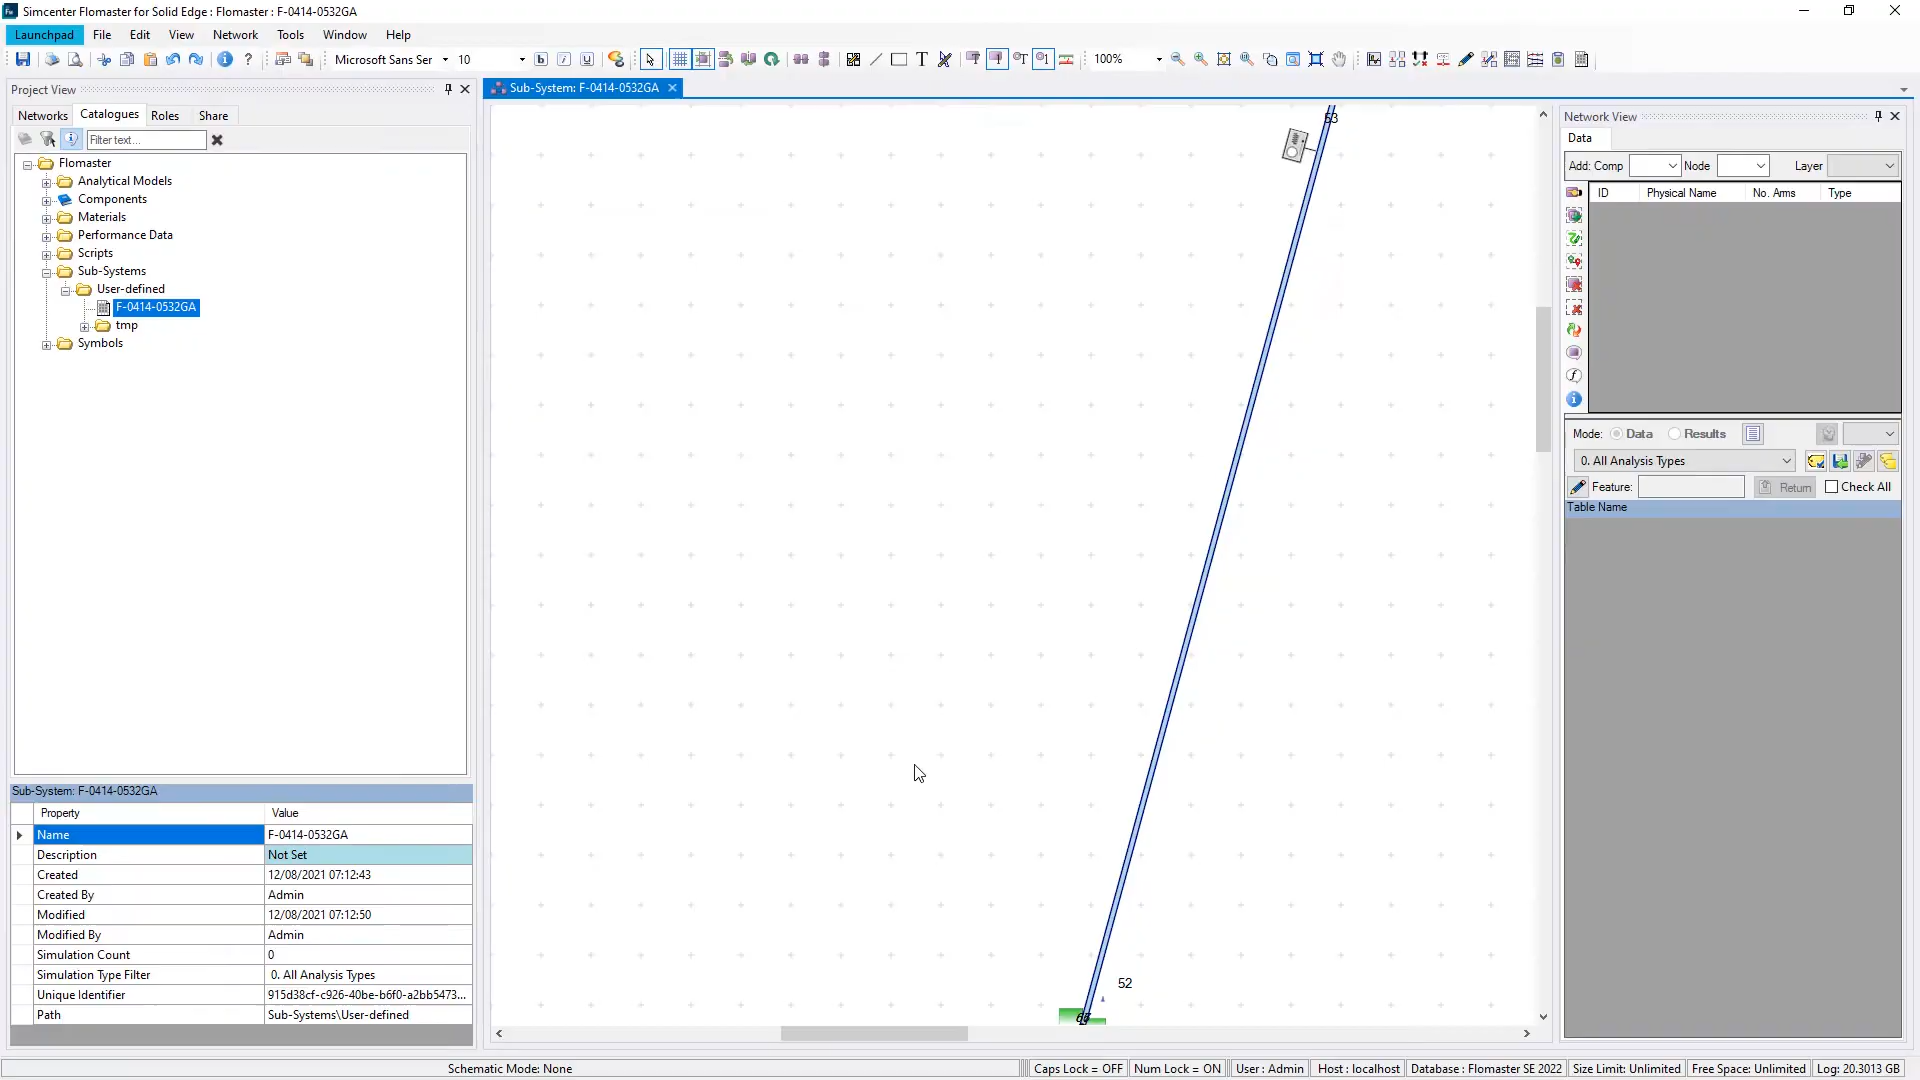 Simcenter Flomaster for Solid Edge : Flomaster : F-0414-0532GA
Launchpad File Edit View Network Tools Window Help
Microsoft Sans Ser 10 b i u T 100%
Project View
Networks Catalogues Roles Share
Filter text...
Flomaster
Analytical Models
Components
Materials
Performance Data
Scripts
Sub-Systems
User-defined
F-0414-0532GA
tmp
Symbols
Sub-System: F-0414-0532GA
Property Value
Name F-0414-0532GA
Description Not Set
Created 12/08/2021 07:12:43
Created By Admin
Modified 12/08/2021 07:12:50
Modified By Admin
Simulation Count 0
Simulation Type Filter 0. All Analysis Types
Unique Identifier 915d38cf-c926-40be-b6f0-a2bb5473...
Path Sub-Systems\User-defined
Sub-System: F-0414-0532GA
53
52
Network View
Data
Add: Comp Node Layer
ID Physical Name No. Arms Type
Mode: Data Results
0. All Analysis Types
Feature: Return Check All
Table Name
Schematic Mode: None Caps Lock = OFF Num Lock = ON User : Admin Host : localhost Database : Flomaster SE 2022 Size Limit: Unlimited Free Space: Unlimited Log: 20.3013 GB